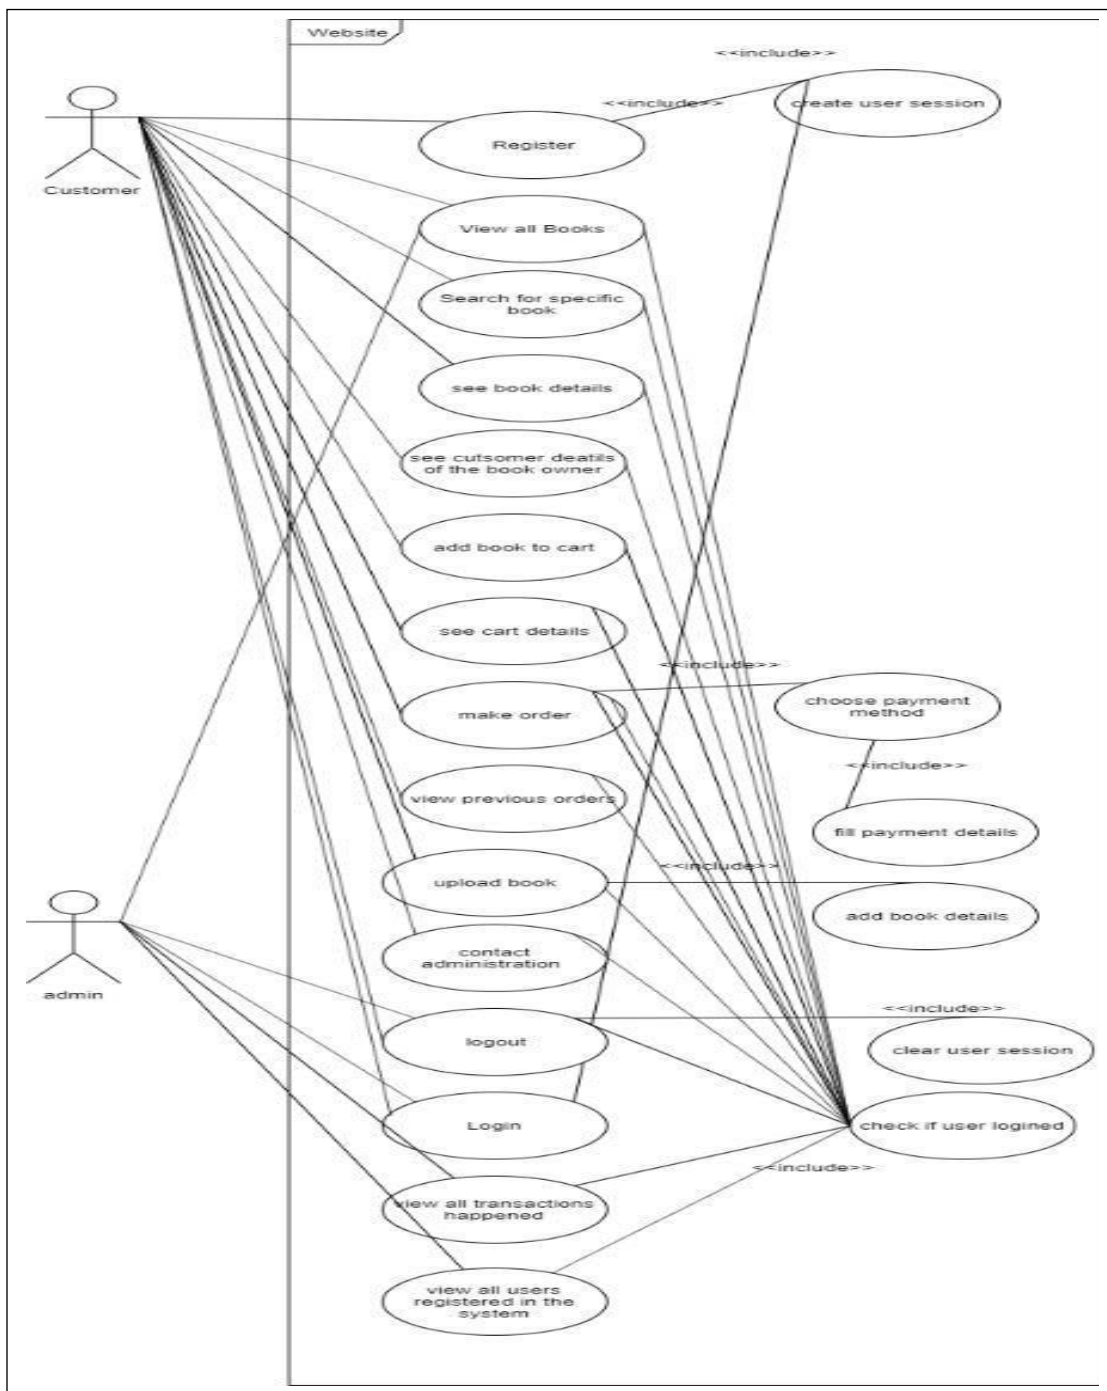 Website
<<include>>
<<include>>
create user session
Register
Customer
View all Books
Search for specific
book
see book details
see cutsomer deatils
of the book owner
add book to cart
see cart details
<<include>>
choose payment
method
make order
<<include>>
view previous orders
fill payment details
<<include>>
upload book
add book details
contact
administration
admin
<<include>>
logout
clear user session
Login
check if user logined
<<include>>
view all transactions
happened
view all users
registered in the
system